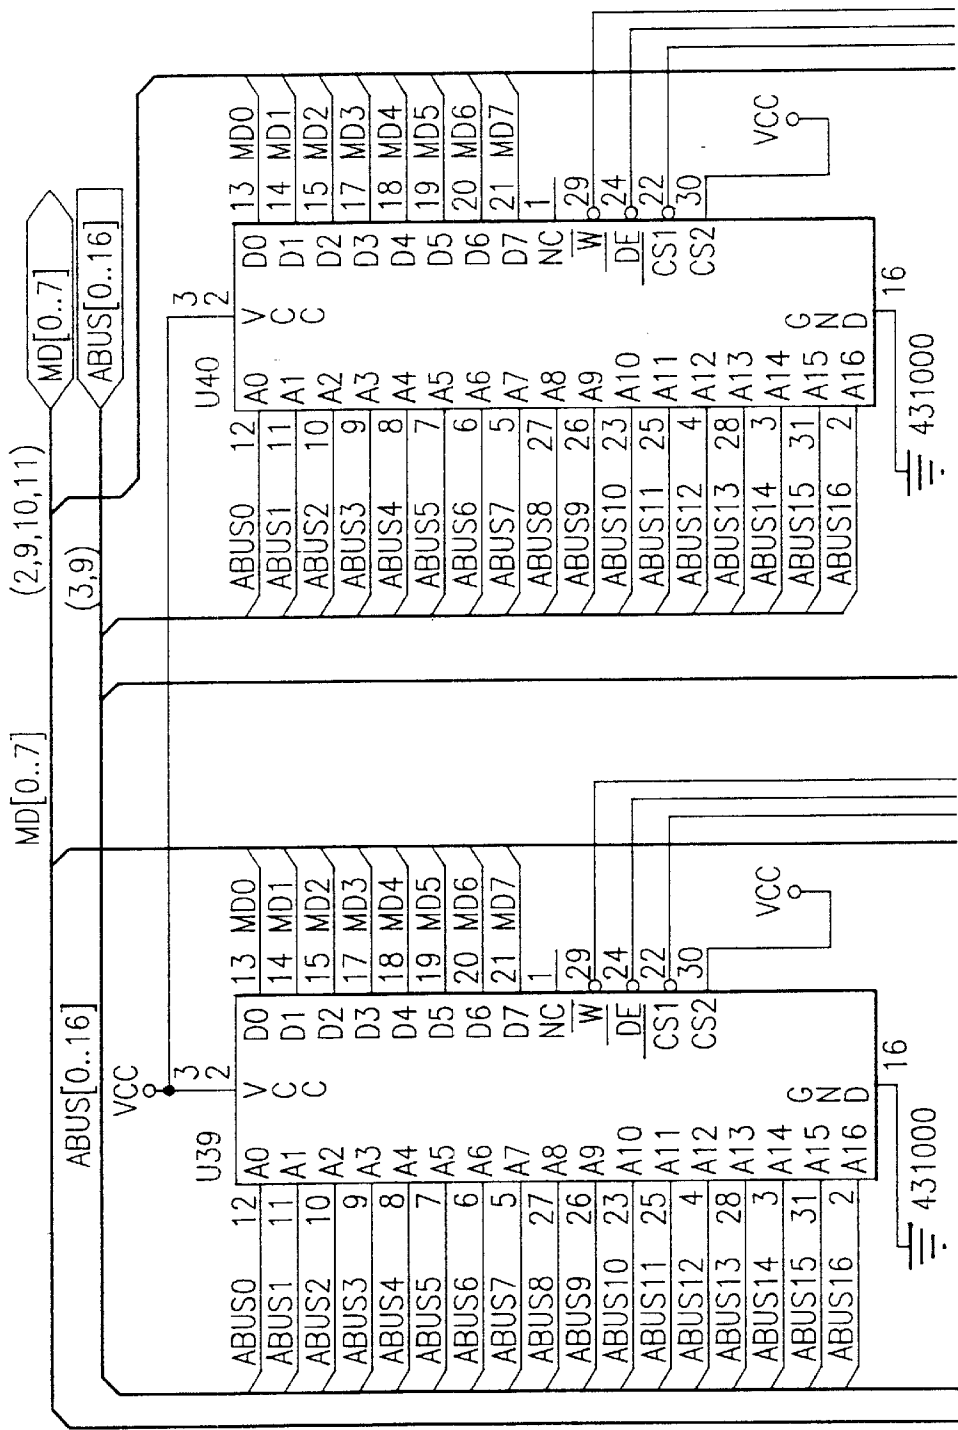 MD[0..7] (2,9,10,11)
MD[0..7]
ABUS[0..16] (3,9)
ABUS[0..16]
VCC
3 3
U39 2 U40 2
ABUS0 12 A0 V D0 13 MD0 ABUS0 12 A0 V D0 13 MD0
ABUS1 11 A1 C D1 14 MD1 ABUS1 11 A1 C D1 14 MD1
ABUS2 10 A2 C D2 15 MD2 ABUS2 10 A2 C D2 15 MD2
ABUS3 9 A3 D3 17 MD3 ABUS3 9 A3 D3 17 MD3
ABUS4 8 A4 D4 18 MD4 ABUS4 8 A4 D4 18 MD4
ABUS5 7 A5 D5 19 MD5 ABUS5 7 A5 D5 19 MD5
ABUS6 6 A6 D6 20 MD6 ABUS6 6 A6 D6 20 MD6
ABUS7 5 A7 D7 21 MD7 ABUS7 5 A7 D7 21 MD7
ABUS8 27 A8 NC 1 ABUS8 27 A8 NC 1
ABUS9 26 A9 W 29 ABUS9 26 A9 W 29
ABUS10 23 A10 DE 24 ABUS10 23 A10 DE 24
ABUS11 25 A11 CS1 22 ABUS11 25 A11 CS1 22
ABUS12 4 A12 CS2 30 ABUS12 4 A12 CS2 30
ABUS13 28 A13 ABUS13 28 A13
ABUS14 3 A14 G VCC ABUS14 3 A14 G VCC
ABUS15 31 A15 N ABUS15 31 A15 N
ABUS16 2 A16 D ABUS16 2 A16 D
16 16
431000 431000